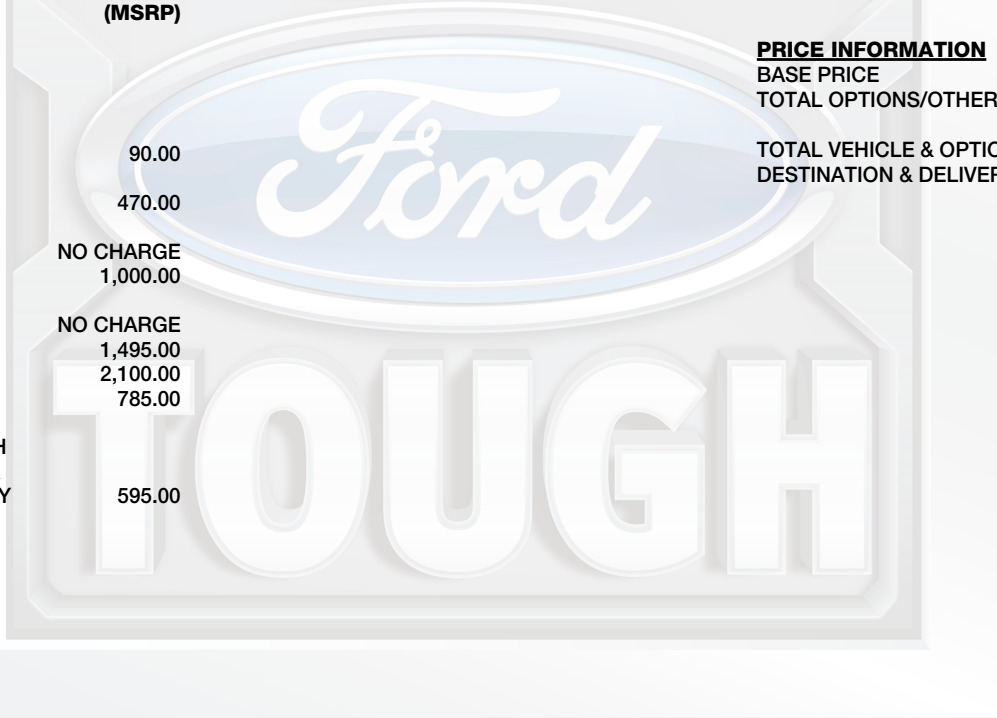 (MSRP)
90.00
470.00
NO CHARGE
1,000.00
NO CHARGE
1,495.00
2,100.00
785.00
H
Y
595.00
PRICE INFORMATION
BASE PRICE
TOTAL OPTIONS/OTHER
TOTAL VEHICLE & OPTIO
DESTINATION & DELIVER
Ford
TOUGH